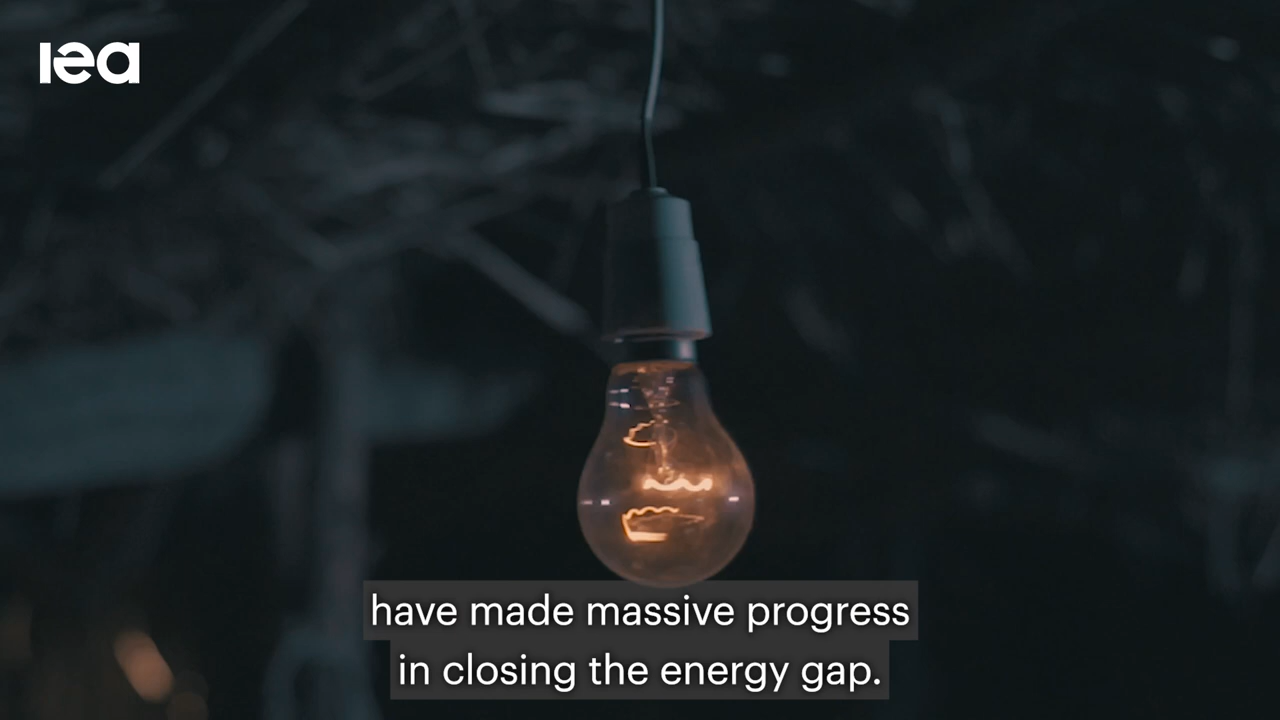 iea
have made massive progress
in closing the energy gap.